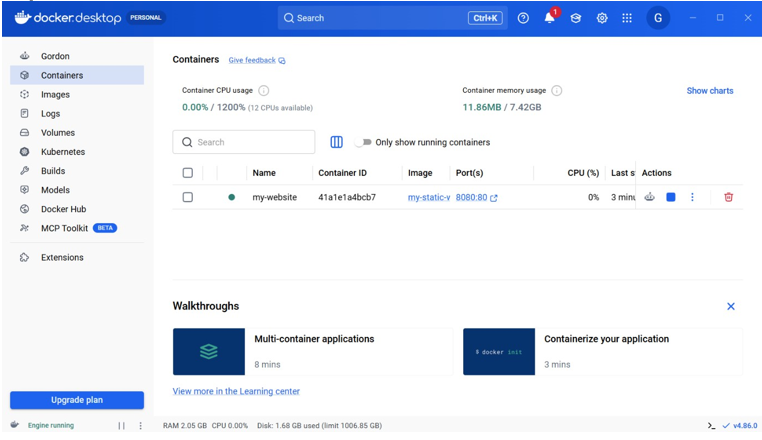 docker.desktop PERSONAL
Search Ctrl+K
1
G
Gordon
Containers
Images
Logs
Volumes
Kubernetes
Builds
Models
Docker Hub
MCP Toolkit BETA
Extensions
Upgrade plan
Containers Give feedback
Container CPU usage
0.00% / 1200% (12 CPUs available)
Container memory usage
11.86MB / 7.42GB
Show charts
Search
Only show running containers
Name Container ID Image Port(s) CPU (%) Last s Actions
my-website 41a1e1a4bcb7 my-static-v 8080:80 0% 3 minu
Walkthroughs
Multi-container applications
8 mins
$ docker init
Containerize your application
3 mins
View more in the Learning center
Engine running RAM 2.05 GB CPU 0.00% Disk: 1.68 GB used (limit 1006.85 GB) v4.86.0